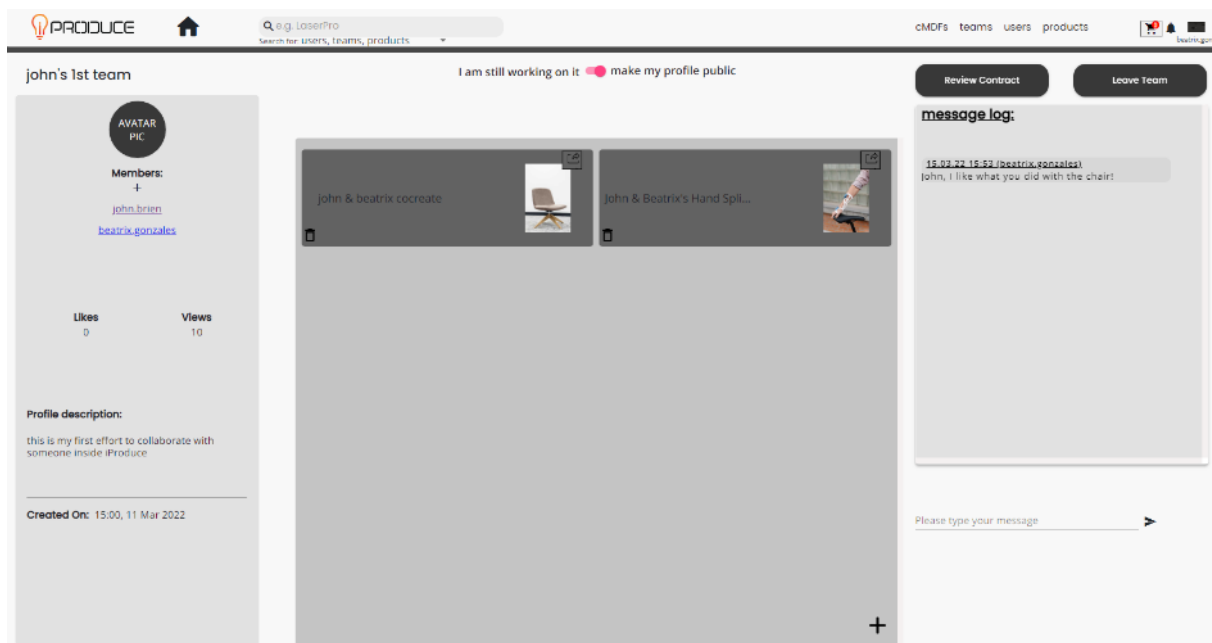 iPRODUCE
e.g. LaserPro
Search for: users, teams, products
cMDFs teams users products
john's 1st team
I am still working on it make my profile public
Review Contract
Leave Team
AVATAR
PIC
Members:
+
john.brien
beatrix.gonzales
Likes Views
0 10
Profile description:
this is my first effort to collaborate with
someone inside iProduce
Created On: 15:00, 11 Mar 2022
john & beatrix cocreate
John & Beatrix's Hand Spli...
+
message log:
15.03.22 15:53 (beatrix.gonzales)
John, I like what you did with the chair!
Please type your message